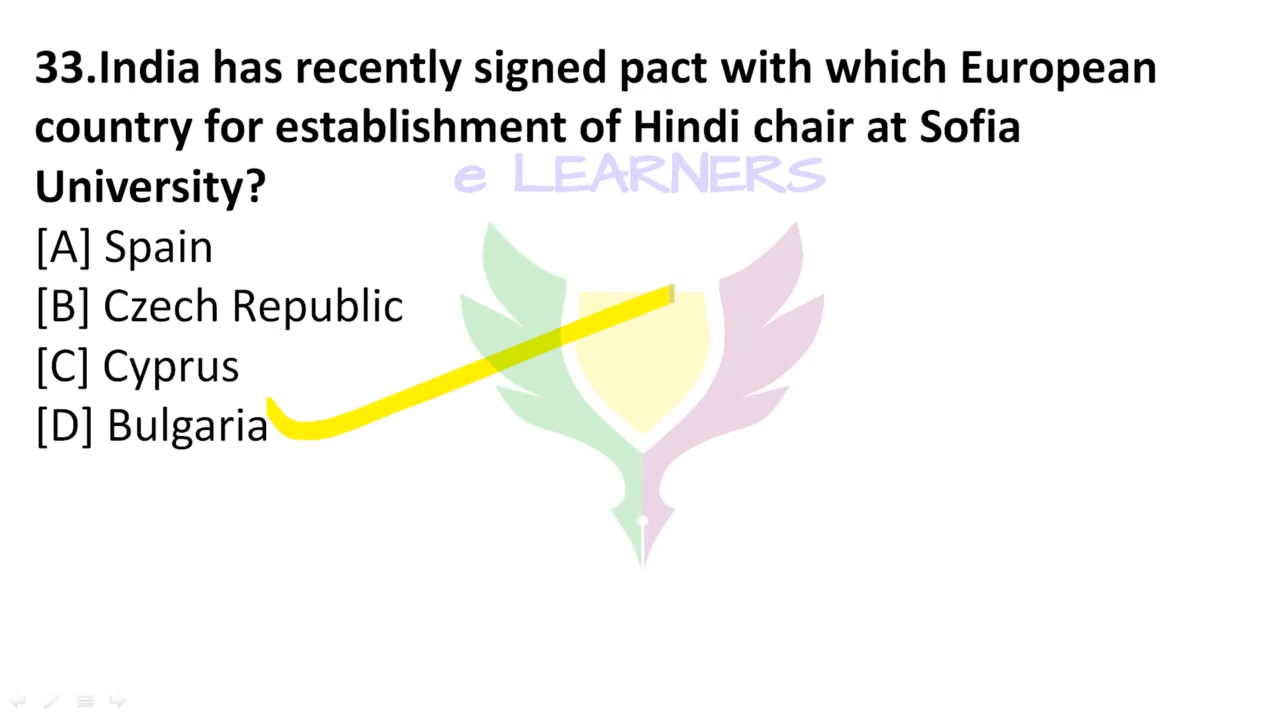 33.India has recently signed pact with which European
country for establishment of Hindi chair at Sofia
University?
e LEARNERS
[A] Spain
[B] Czech Republic
[C] Cyprus
[D] Bulgaria